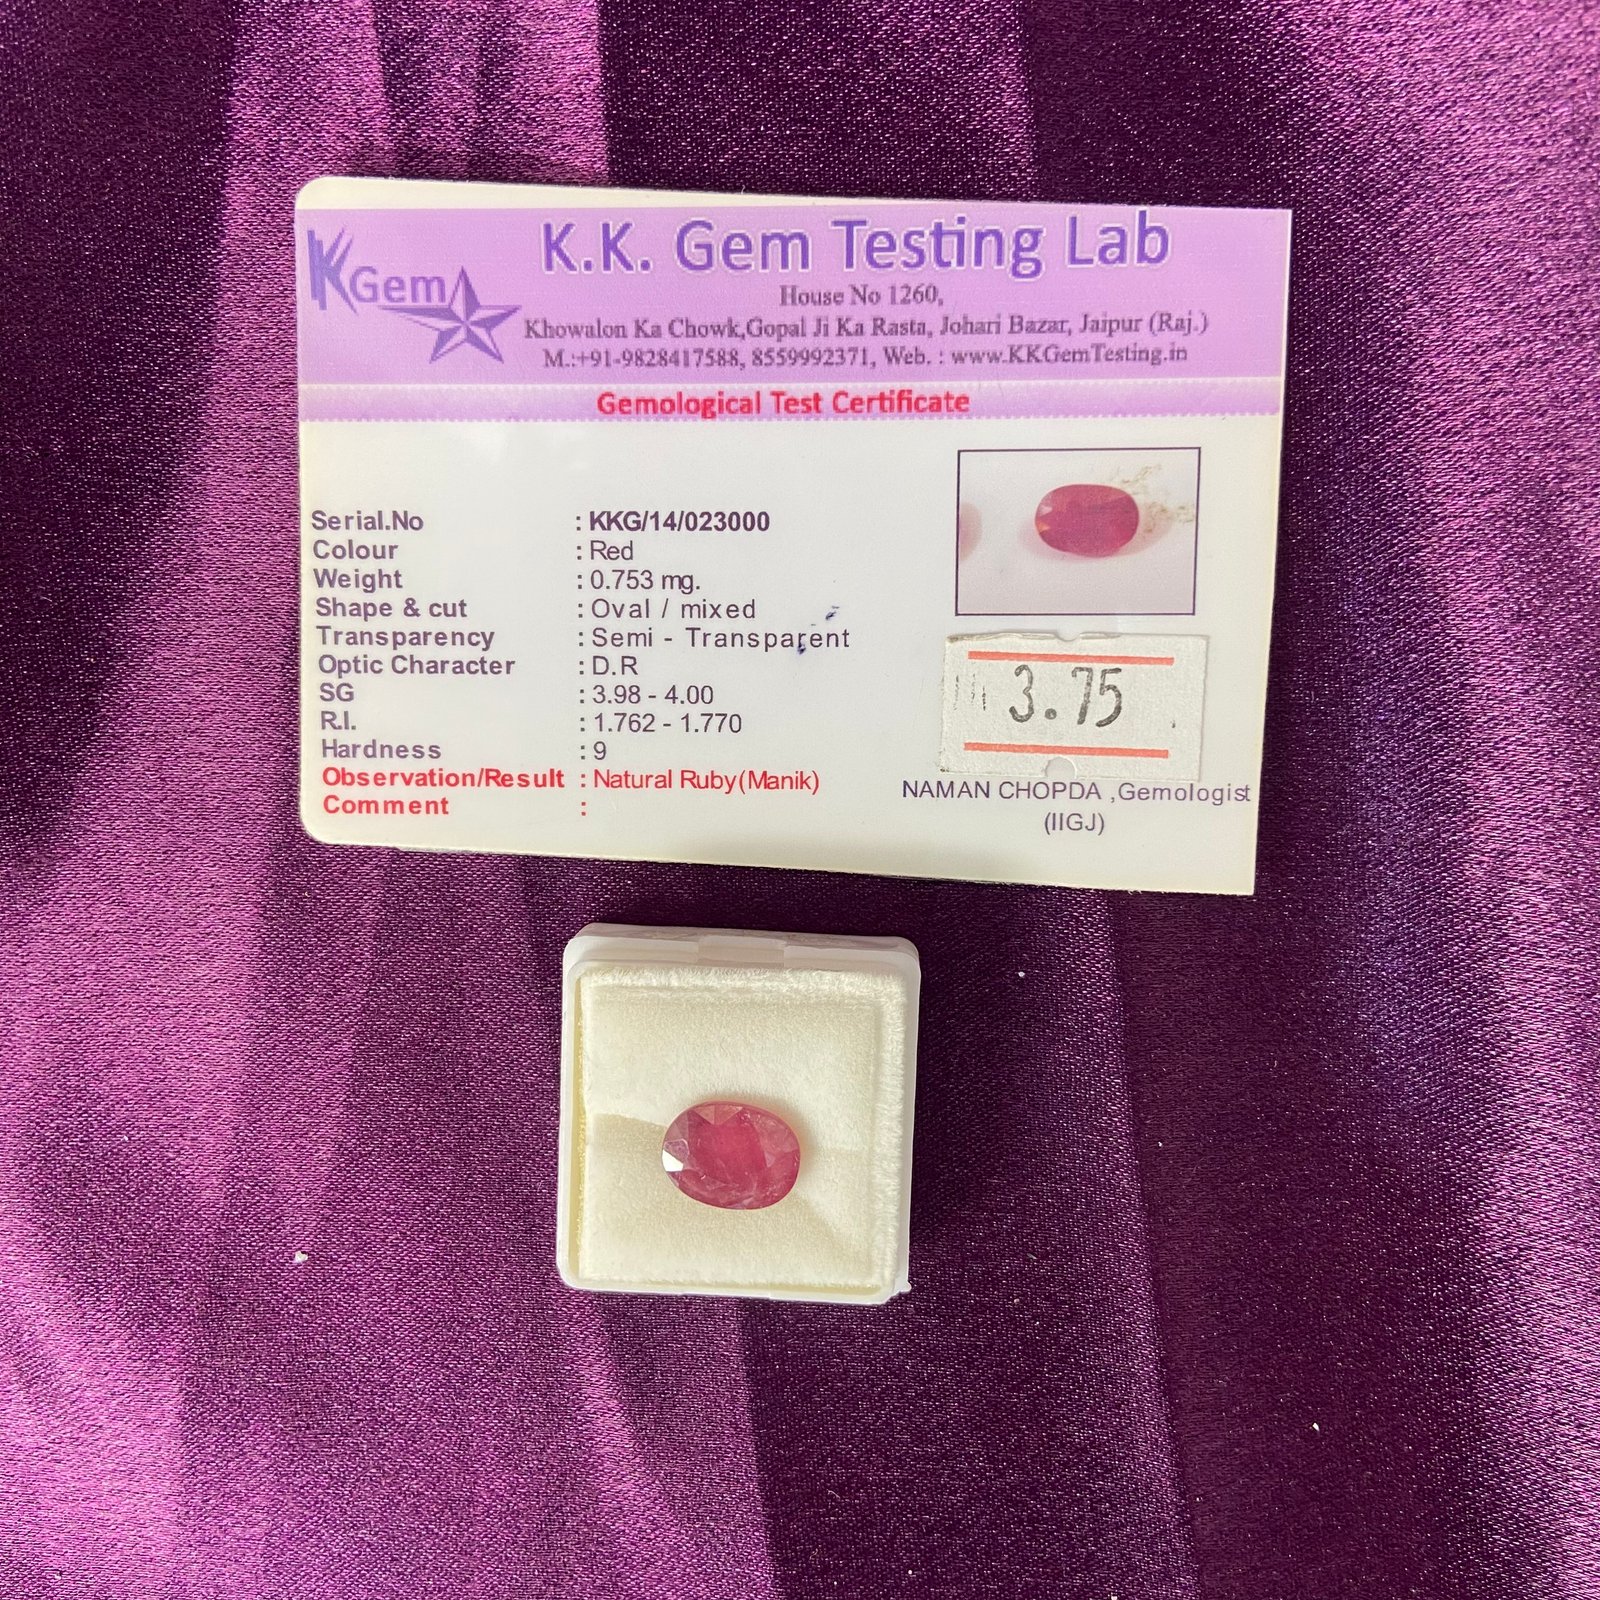 KGem
K.K. Gem Testing Lab
House No 1260,
Khowalon Ka Chowk,Gopal Ji Ka Rasta, Johari Bazar, Jaipur (Raj.)
M.:+91-9828417588, 8559992371, Web. : www.KKGemTesting.in
Gemological Test Certificate
Serial.No : KKG/14/023000
Colour : Red
Weight : 0.753 mg.
Shape & cut : Oval / mixed
Transparency : Semi - Transparent
Optic Character : D.R
SG : 3.98 - 4.00
R.I. : 1.762 - 1.770
Hardness : 9
Observation/Result : Natural Ruby(Manik)
Comment :
3.75
NAMAN CHOPDA ,Gemologist
(IIGJ)